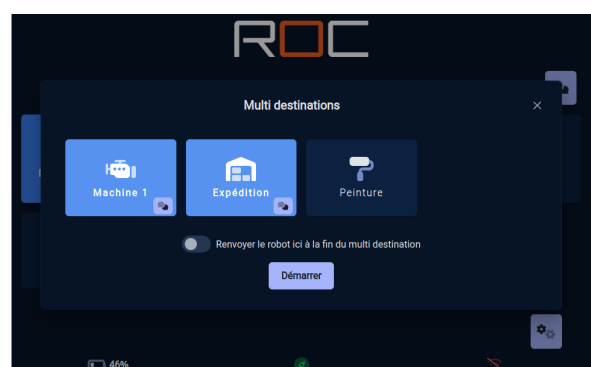 ROC
Multi destinations
Machine 1
Expédition
Peinture
Renvoyer le robot ici à la fin du multi destination
Démarrer
46%